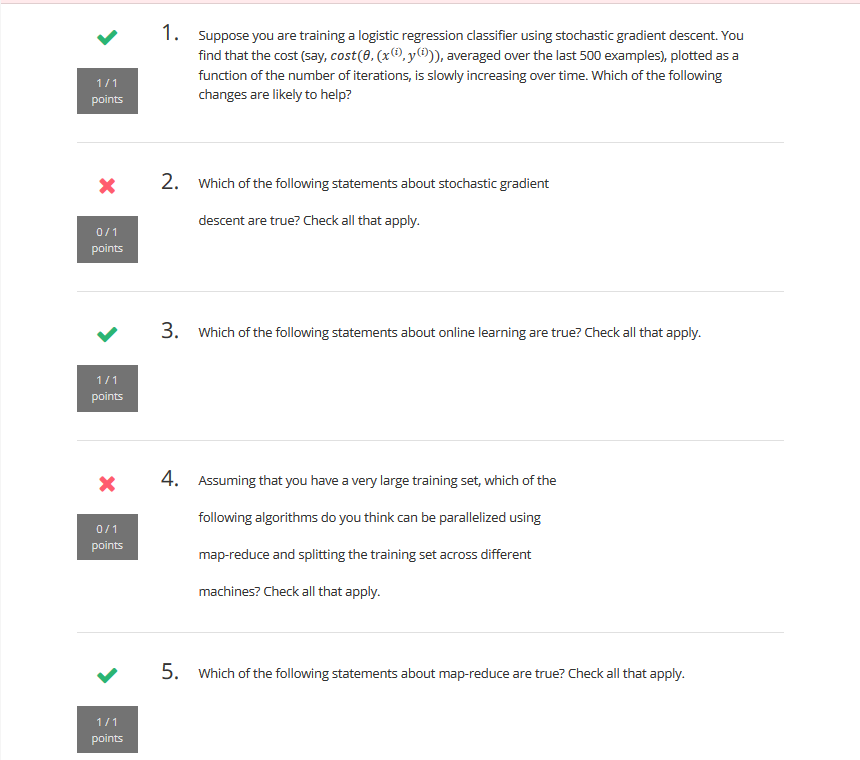 1. Suppose you are training a logistic regression classifier using stochastic gradient descent. You
find that the cost (say, cost(θ, (x⁽ⁱ⁾, y⁽ⁱ⁾)), averaged over the last 500 examples), plotted as a
function of the number of iterations, is slowly increasing over time. Which of the following
changes are likely to help?
1 / 1
points
2. Which of the following statements about stochastic gradient
descent are true? Check all that apply.
0 / 1
points
3. Which of the following statements about online learning are true? Check all that apply.
1 / 1
points
4. Assuming that you have a very large training set, which of the
following algorithms do you think can be parallelized using
map-reduce and splitting the training set across different
machines? Check all that apply.
0 / 1
points
5. Which of the following statements about map-reduce are true? Check all that apply.
1 / 1
points